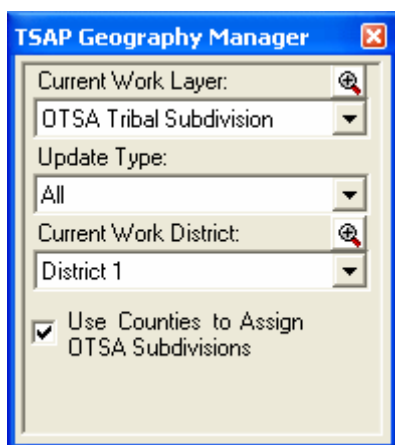 TSAP Geography Manager
Current Work Layer:
OTSA Tribal Subdivision
Update Type:
All
Current Work District:
District 1
Use Counties to Assign
OTSA Subdivisions